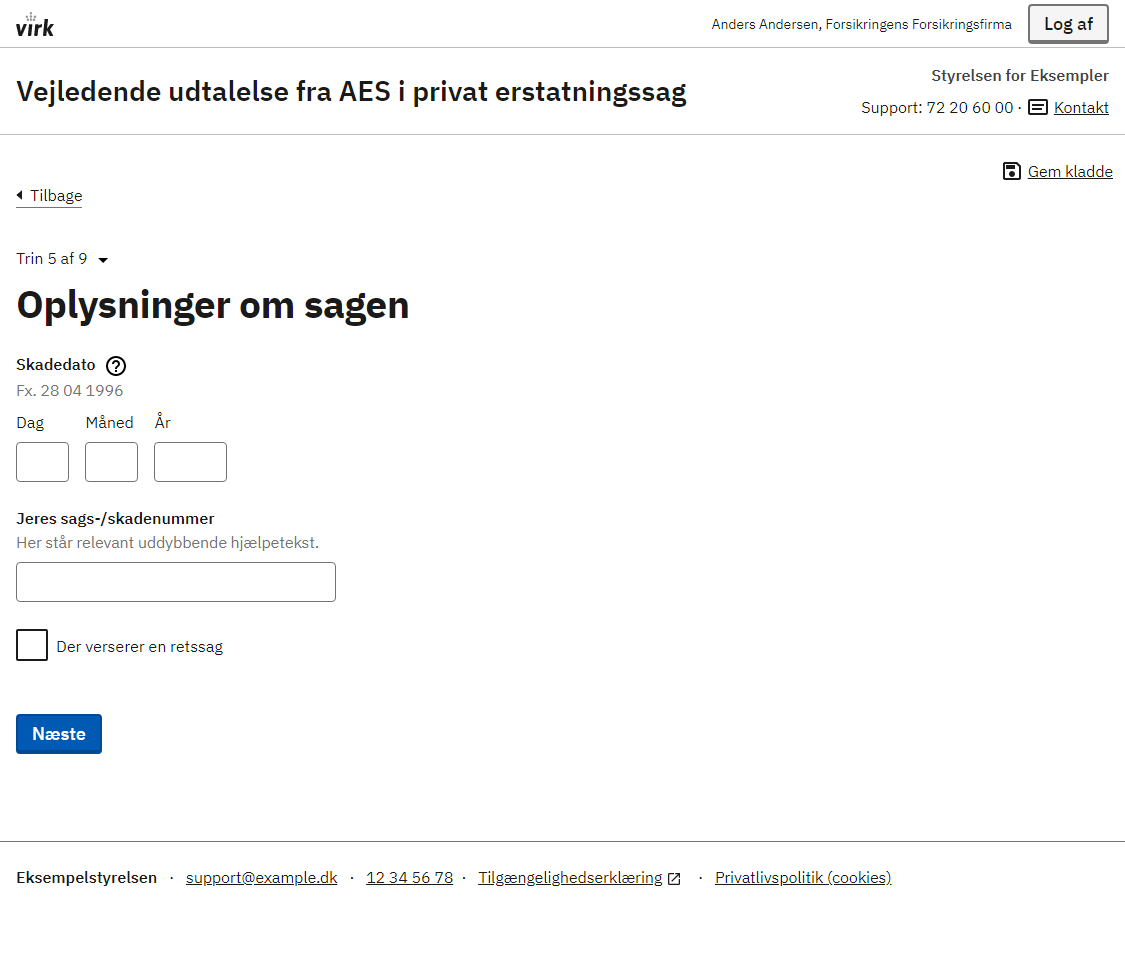 virk
Anders Andersen, Forsikringens Forsikringsfirma
Log af
Vejledende udtalelse fra AES i privat erstatningssag
Styrelsen for Eksempler
Support: 72 20 60 00 · Kontakt
Gem kladde
Tilbage
Trin 5 af 9
Oplysninger om sagen
Skadedato
Fx. 28 04 1996
Dag Måned År
Jeres sags-/skadenummer
Her står relevant uddybbende hjælpetekst.
Der verserer en retssag
Næste
Eksempelstyrelsen · support@example.dk · 12 34 56 78 · Tilgængelighedserklæring · Privatlivspolitik (cookies)